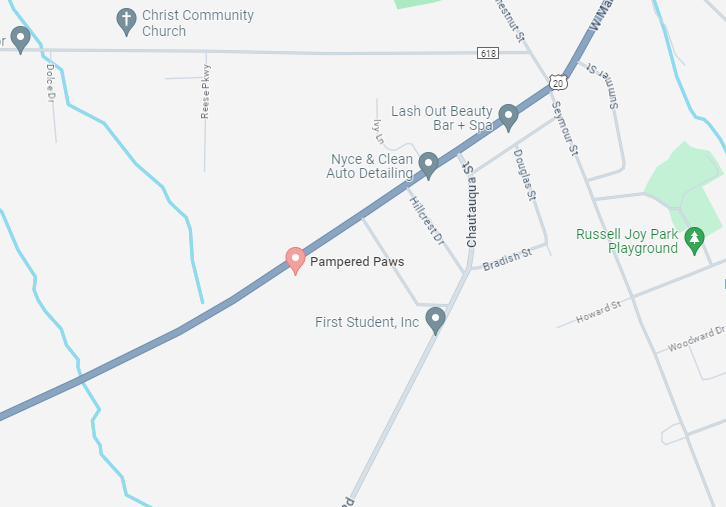 Christ Community
Church
or
618
20
Chestnut St
W Mai
Dolce Dr
Reese Pkwy
Summer St
Lash Out Beauty
Bar + Spa
Ivy Ln
Seymour St
Nyce & Clean
Auto Detailing
Douglas St
Chautauqua St
Hillcrest Dr
Russell Joy Park
Playground
Bradish St
Pampered Paws
First Student, Inc
Howard St
Woodward Dr